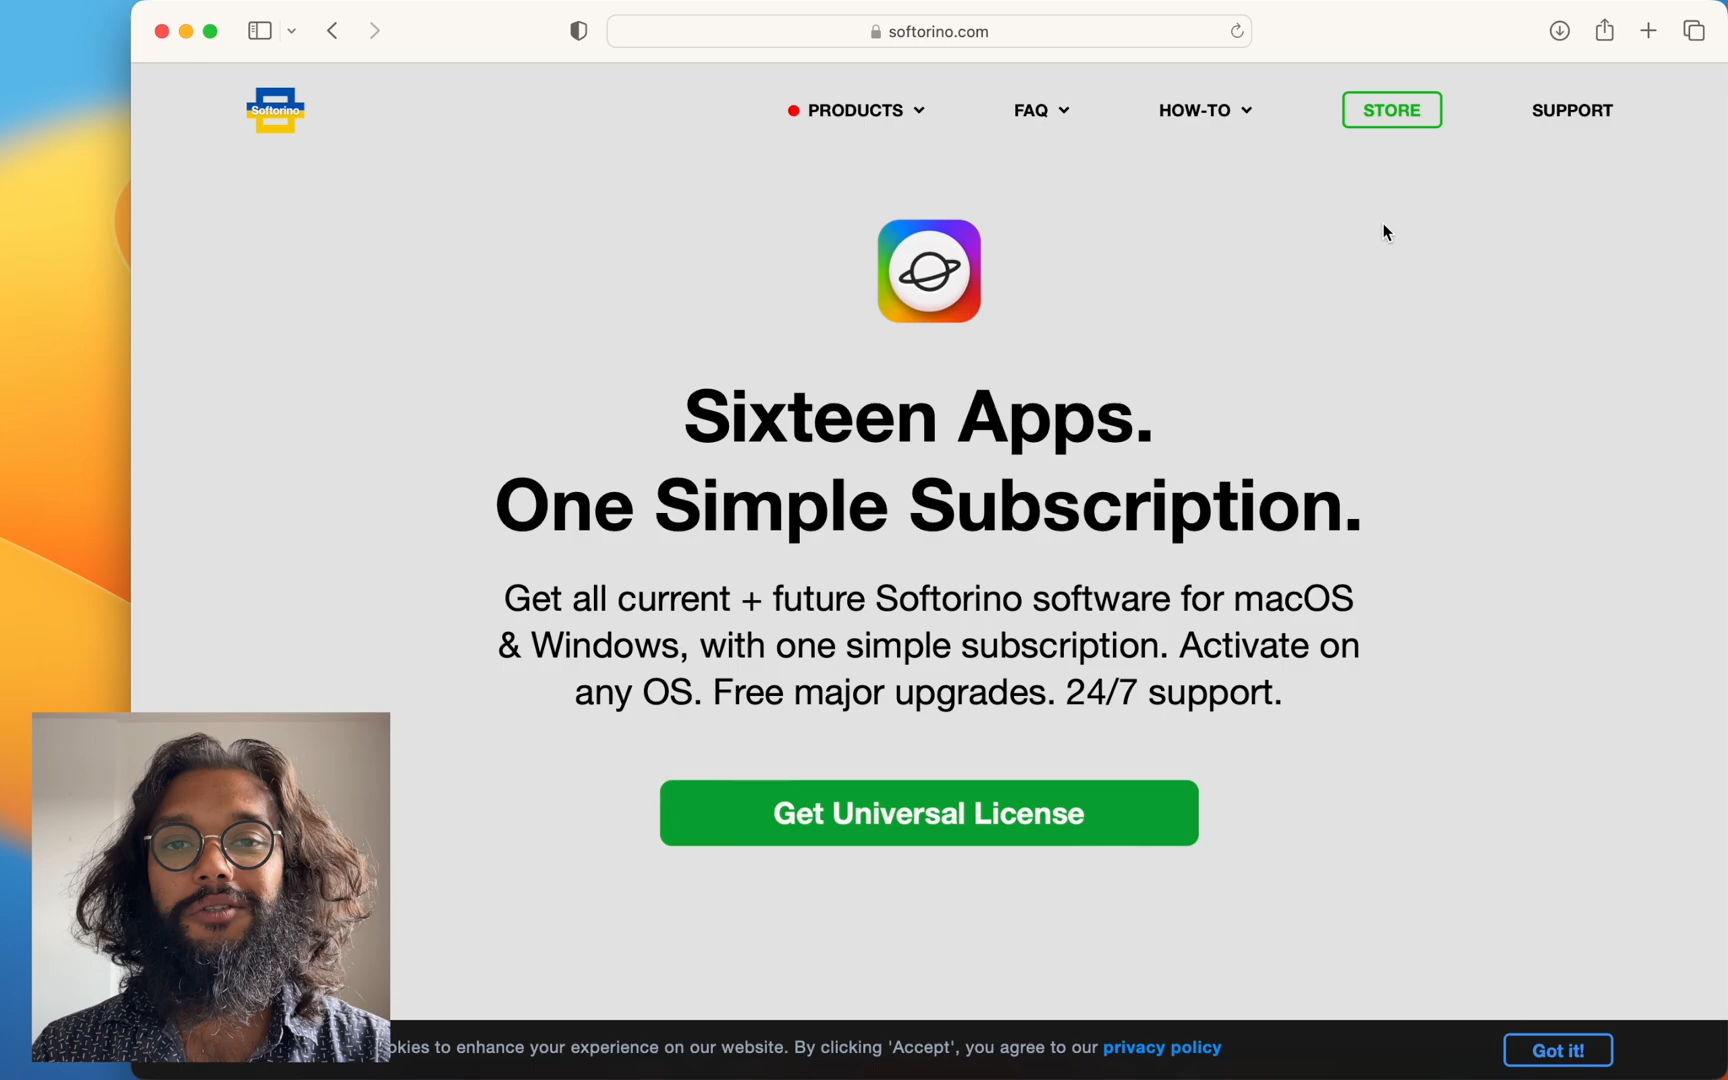 softorino.com
Softorino
PRODUCTS
FAQ
HOW-TO
STORE
SUPPORT
Sixteen Apps.
One Simple Subscription.
Get all current + future Softorino software for macOS
& Windows, with one simple subscription. Activate on
any OS. Free major upgrades. 24/7 support.
Get Universal License
to enhance your experience on our website. By clicking 'Accept', you agree to our privacy policy
Got it!